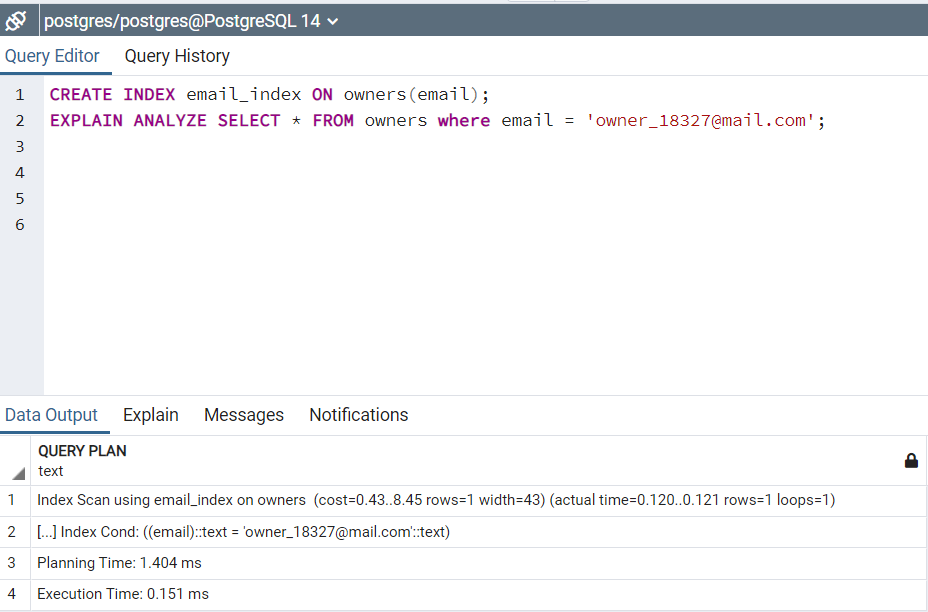 postgres/postgres@PostgreSQL 14
Query Editor Query History
1 CREATE INDEX email_index ON owners(email);
2 EXPLAIN ANALYZE SELECT * FROM owners where email = 'owner_18327@mail.com';
3
4
5
6
Data Output Explain Messages Notifications
QUERY PLAN
text
1 Index Scan using email_index on owners (cost=0.43..8.45 rows=1 width=43) (actual time=0.120..0.121 rows=1 loops=1)
2 [...] Index Cond: ((email)::text = 'owner_18327@mail.com'::text)
3 Planning Time: 1.404 ms
4 Execution Time: 0.151 ms